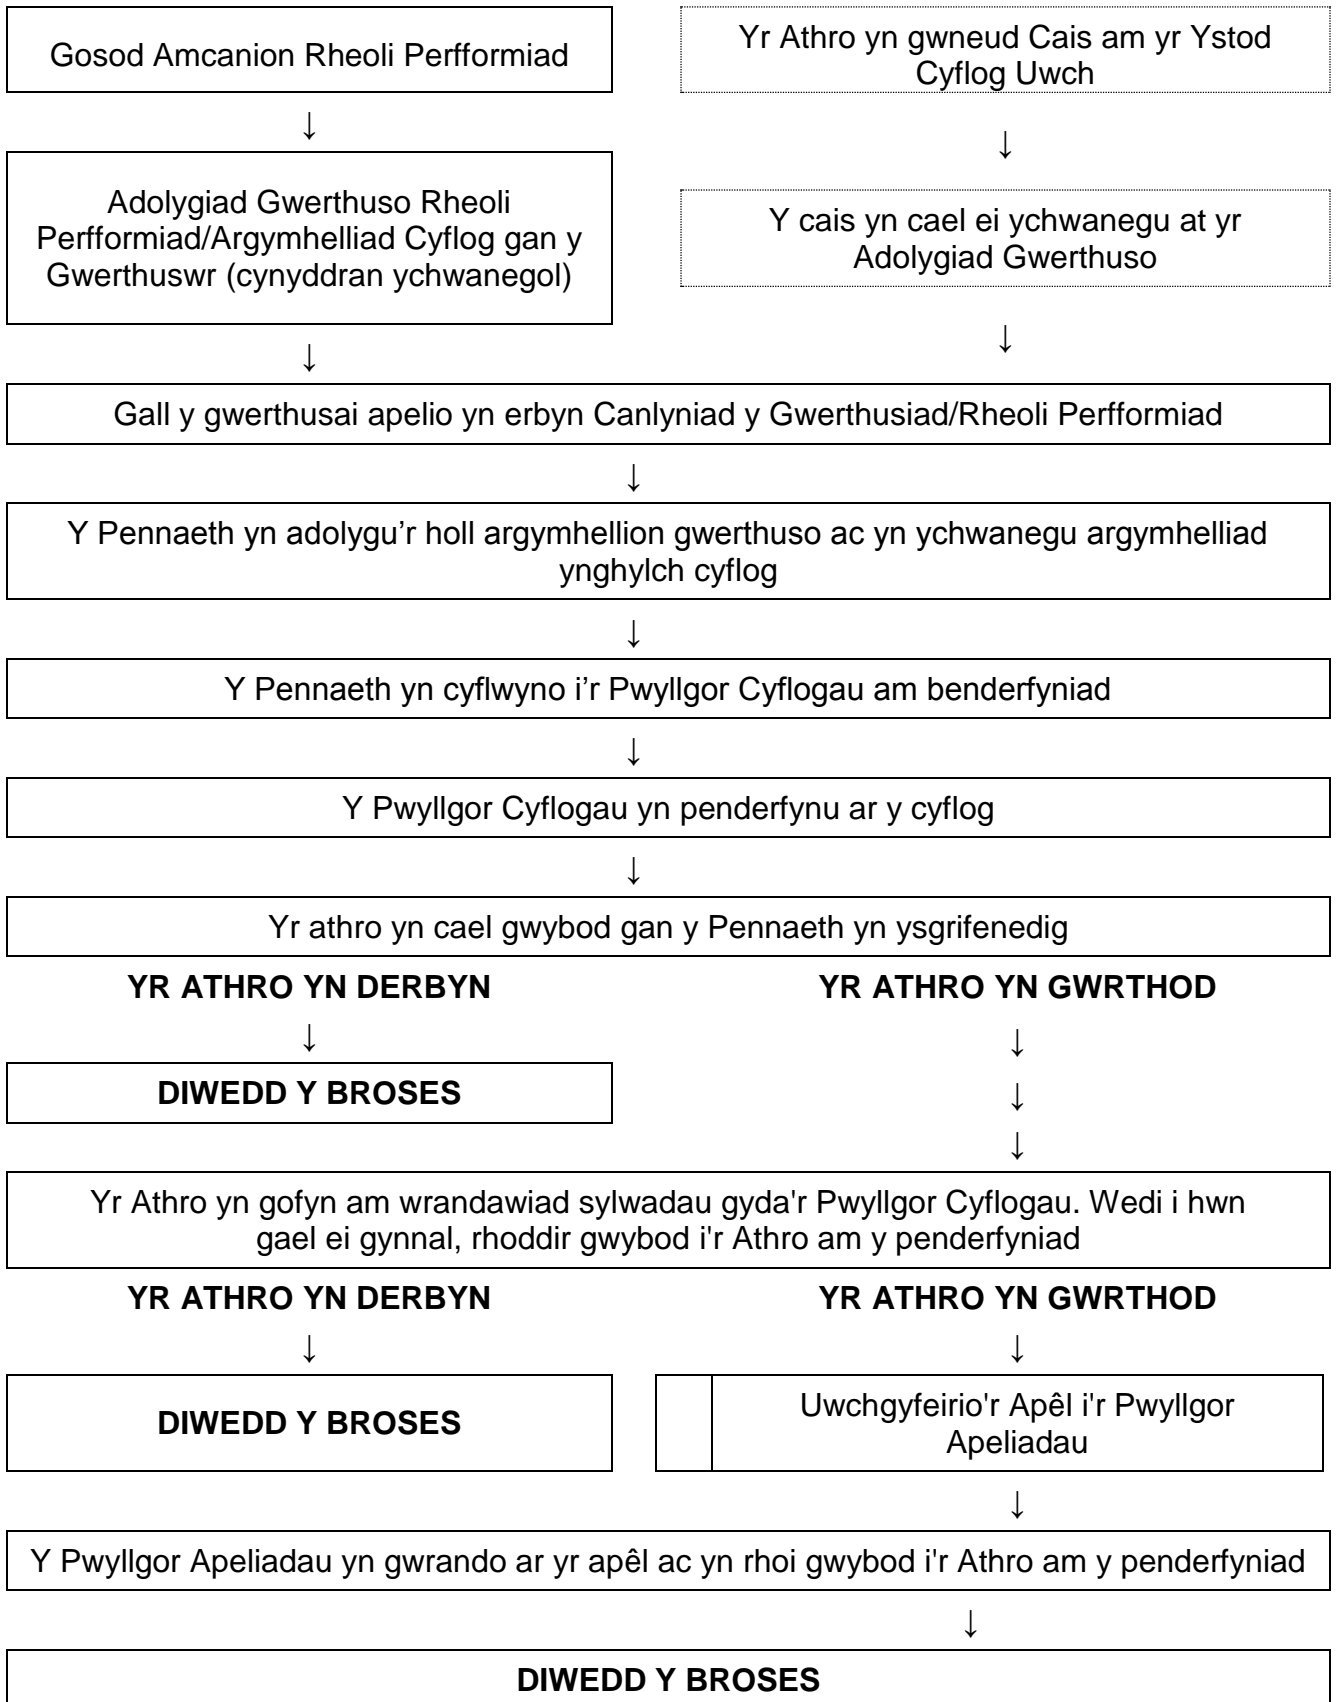 Gosod Amcanion Rheoli Perfformiad
Yr Athro yn gwneud Cais am yr Ystod
Cyflog Uwch
↓
↓
Adolygiad Gwerthuso Rheoli
Perfformiad/Argymhelliad Cyflog gan y
Gwerthuswr (cynyddran ychwanegol)
Y cais yn cael ei ychwanegu at yr
Adolygiad Gwerthuso
↓
↓
Gall y gwerthusai apelio yn erbyn Canlyniad y Gwerthusiad/Rheoli Perfformiad
↓
Y Pennaeth yn adolygu’r holl argymhellion gwerthuso ac yn ychwanegu argymhelliad
ynghylch cyflog
↓
Y Pennaeth yn cyflwyno i’r Pwyllgor Cyflogau am benderfyniad
↓
Y Pwyllgor Cyflogau yn penderfynu ar y cyflog
↓
Yr athro yn cael gwybod gan y Pennaeth yn ysgrifenedig
YR ATHRO YN DERBYN
YR ATHRO YN GWRTHOD
↓
↓
DIWEDD Y BROSES
↓
↓
Yr Athro yn gofyn am wrandawiad sylwadau gyda'r Pwyllgor Cyflogau. Wedi i hwn
gael ei gynnal, rhoddir gwybod i'r Athro am y penderfyniad
YR ATHRO YN DERBYN
YR ATHRO YN GWRTHOD
↓
↓
DIWEDD Y BROSES
Uwchgyfeirio'r Apêl i'r Pwyllgor
Apeliadau
↓
Y Pwyllgor Apeliadau yn gwrando ar yr apêl ac yn rhoi gwybod i'r Athro am y penderfyniad
↓
DIWEDD Y BROSES